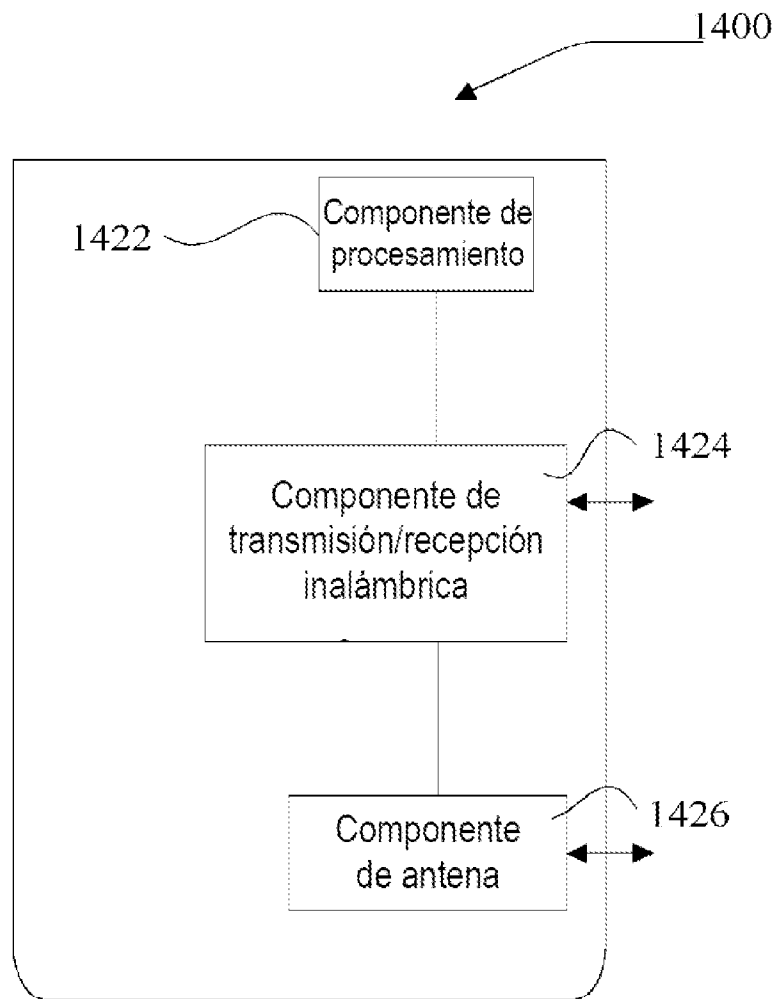 1400
Componente de
procesamiento
1422
1424
Componente de
transmisión/recepción
inalámbrica
1426
Componente
de antena